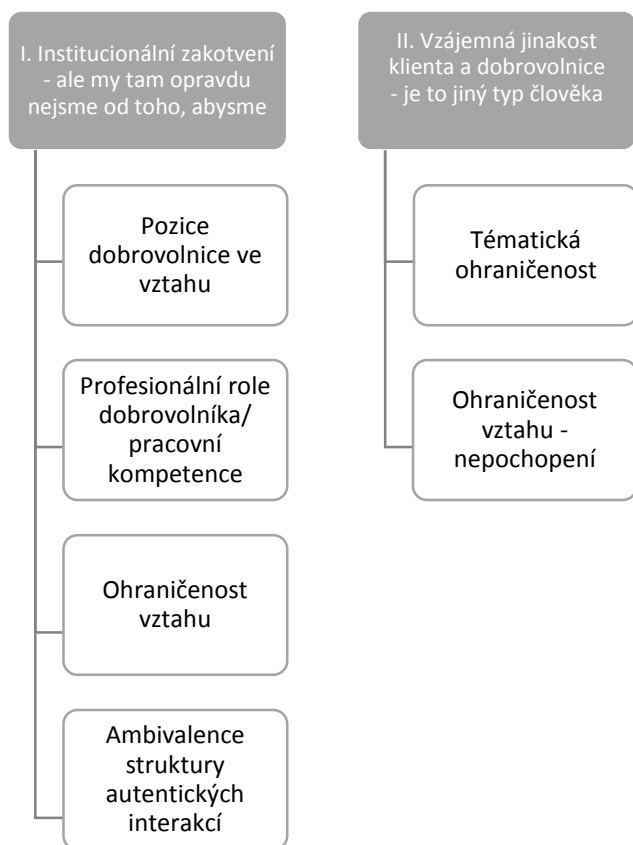 I. Institucionální zakotvení
- ale my tam opravdu
nejsme od toho, abysme
Pozice
dobrovolnice ve
vztahu
Profesionální role
dobrovolníka/
pracovní
kompetence
Ohraničenost
vztahu
Ambivalence
struktury
autentických
interakcí
II. Vzájemná jinakost
klienta a dobrovolnice
- je to jiný typ člověka
Tématická
ohraničenost
Ohraničenost
vztahu -
nepochopení